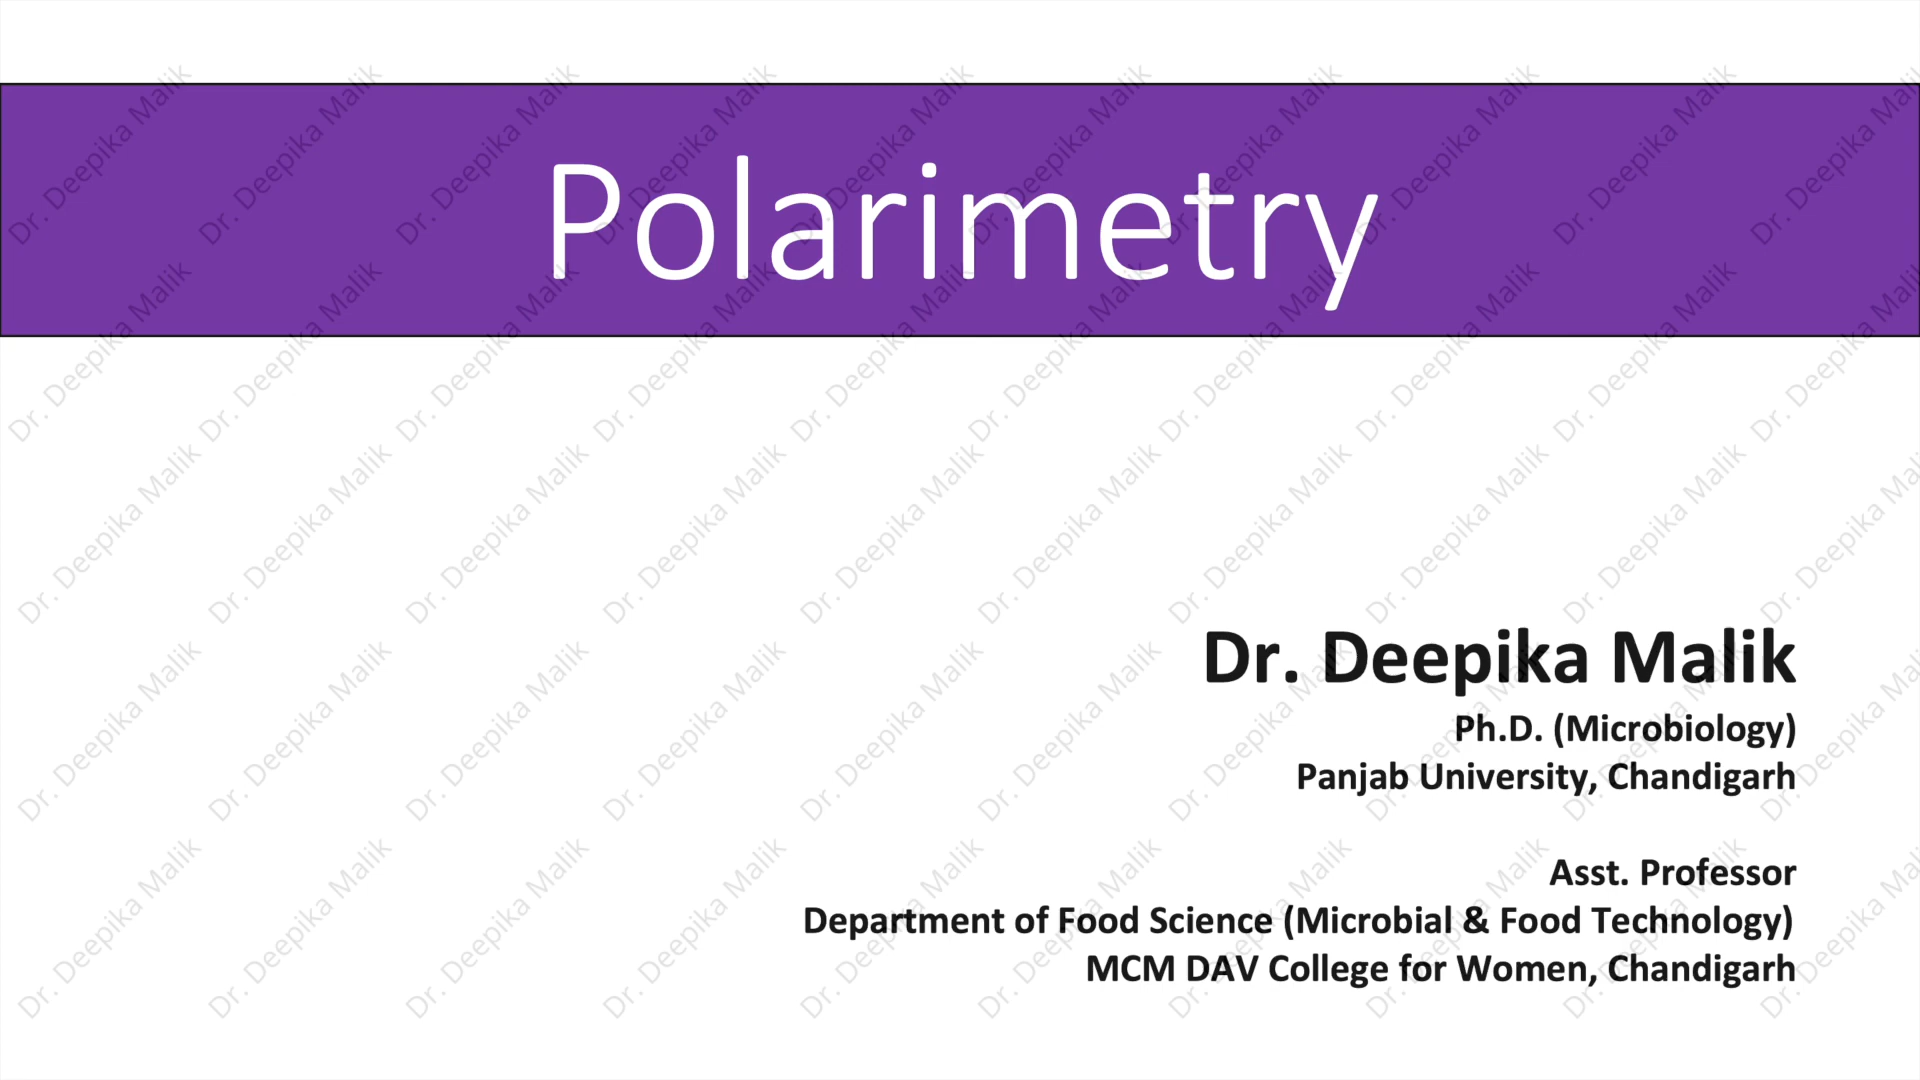 Polarimetry
Dr. Deepika Malik
Ph.D. (Microbiology)
Panjab University, Chandigarh
Asst. Professor
Department of Food Science (Microbial & Food Technology)
MCM DAV College for Women, Chandigarh